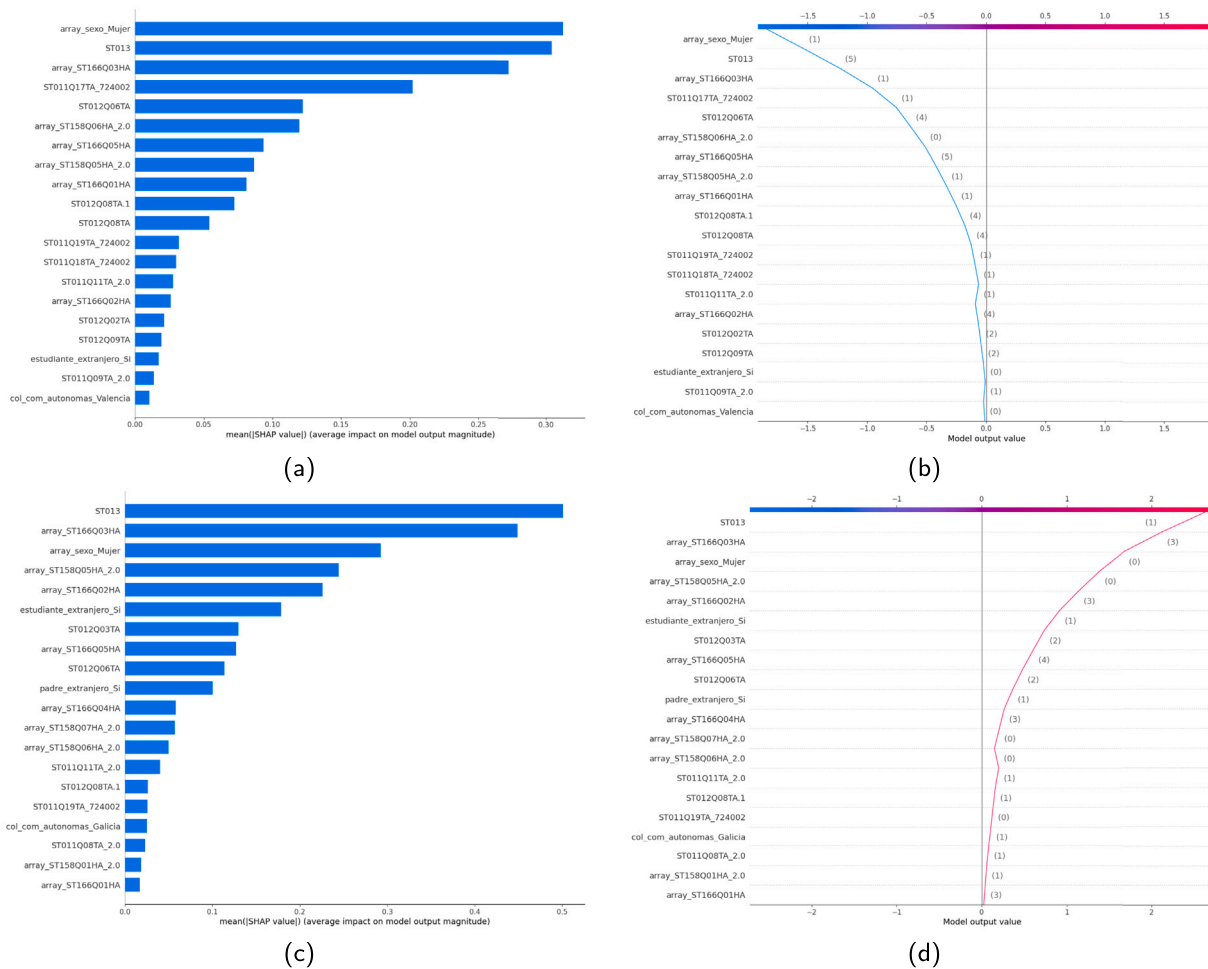 array_sexo_Mujer
ST013
array_ST166Q03HA
ST011Q17TA_724002
ST012Q06TA
array_ST158Q06HA_2.0
array_ST166Q05HA
array_ST158Q05HA_2.0
array_ST166Q01HA
ST012Q08TA.1
ST012Q08TA
ST011Q19TA_724002
ST011Q18TA_724002
ST011Q11TA_2.0
array_ST166Q02HA
ST012Q02TA
ST012Q09TA
estudiante_extranjero_Si
ST011Q09TA_2.0
col_com_autonomas_Valencia
0.00 0.05 0.10 0.15 0.20 0.25 0.30
mean(|SHAP value|) (average impact on model output magnitude)
(a)
−1.5 −1.0 −0.5 0.0 0.5 1.0 1.5
array_sexo_Mujer (1)
ST013 (5)
array_ST166Q03HA (1)
ST011Q17TA_724002 (1)
ST012Q06TA (4)
array_ST158Q06HA_2.0 (0)
array_ST166Q05HA (5)
array_ST158Q05HA_2.0 (1)
array_ST166Q01HA (1)
ST012Q08TA.1 (4)
ST012Q08TA (4)
ST011Q19TA_724002 (1)
ST011Q18TA_724002 (1)
ST011Q11TA_2.0 (1)
array_ST166Q02HA (4)
ST012Q02TA (2)
ST012Q09TA (2)
estudiante_extranjero_Si (0)
ST011Q09TA_2.0 (1)
col_com_autonomas_Valencia (0)
−1.5 −1.0 −0.5 0.0 0.5 1.0 1.5
Model output value
(b)
ST013
array_ST166Q03HA
array_sexo_Mujer
array_ST158Q05HA_2.0
array_ST166Q02HA
estudiante_extranjero_Si
ST012Q03TA
array_ST166Q05HA
ST012Q06TA
padre_extranjero_Si
array_ST166Q04HA
array_ST158Q07HA_2.0
array_ST158Q06HA_2.0
ST011Q11TA_2.0
ST012Q08TA.1
ST011Q19TA_724002
col_com_autonomas_Galicia
ST011Q08TA_2.0
array_ST158Q01HA_2.0
array_ST166Q01HA
0.0 0.1 0.2 0.3 0.4 0.5
mean(|SHAP value|) (average impact on model output magnitude)
(c)
−2 −1 0 1 2
ST013 (1)
array_ST166Q03HA (3)
array_sexo_Mujer (0)
array_ST158Q05HA_2.0 (0)
array_ST166Q02HA (3)
estudiante_extranjero_Si (1)
ST012Q03TA (2)
array_ST166Q05HA (4)
ST012Q06TA (2)
padre_extranjero_Si (1)
array_ST166Q04HA (3)
array_ST158Q07HA_2.0 (0)
array_ST158Q06HA_2.0 (0)
ST011Q11TA_2.0 (1)
ST012Q08TA.1 (1)
ST011Q19TA_724002 (0)
col_com_autonomas_Galicia (1)
ST011Q08TA_2.0 (1)
array_ST158Q01HA_2.0 (1)
array_ST166Q01HA (3)
−2 −1 0 1 2
Model output value
(d)